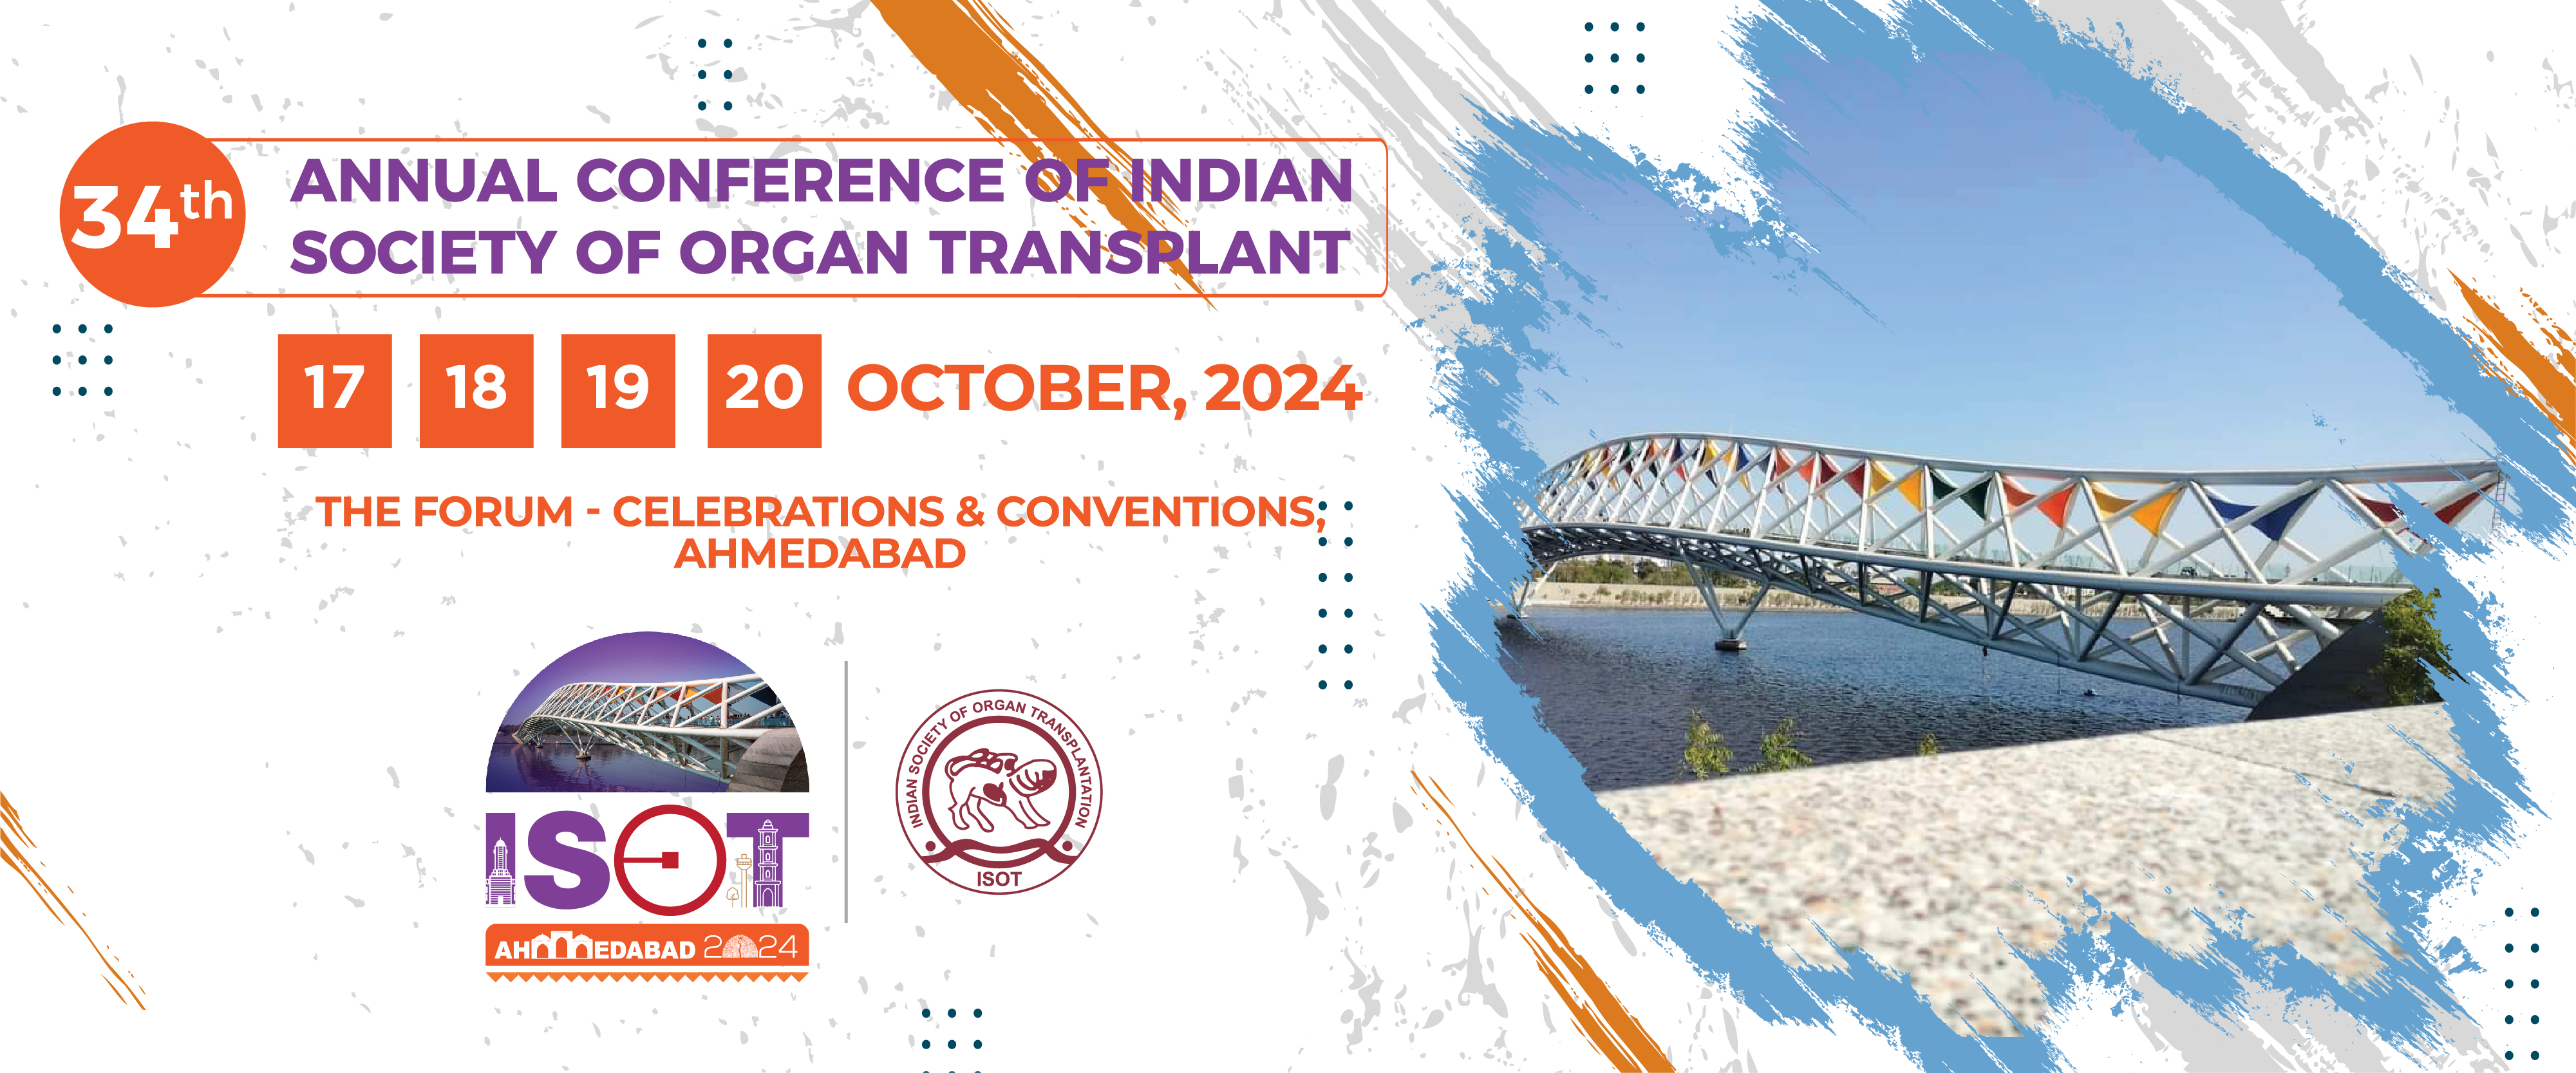 34th
ANNUAL CONFERENCE OF INDIAN
SOCIETY OF ORGAN TRANSPLANT
17 18 19 20 OCTOBER, 2024
THE FORUM - CELEBRATIONS & CONVENTIONS,
AHMEDABAD
ISOT
AHMEDABAD 2024
INDIAN SOCIETY OF ORGAN TRANSPLANTATION
ISOT